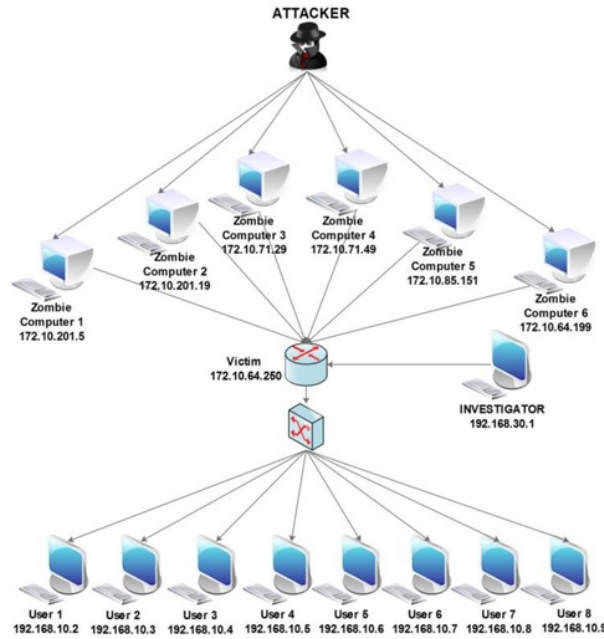 ATTACKER
Zombie
Computer 3
172.10.71.29
Zombie
Computer 4
172.10.71.49
Zombie
Computer 2
172.10.201.19
Zombie
Computer 5
172.10.85.151
Zombie
Computer 1
172.10.201.5
Zombie
Computer 6
172.10.64.199
Victim
172.10.64.250
INVESTIGATOR
192.168.30.1
User 1
192.168.10.2
User 2
192.168.10.3
User 3
192.168.10.4
User 4
192.168.10.5
User 5
192.168.10.6
User 6
192.168.10.7
User 7
192.168.10.8
User 8
192.168.10.9